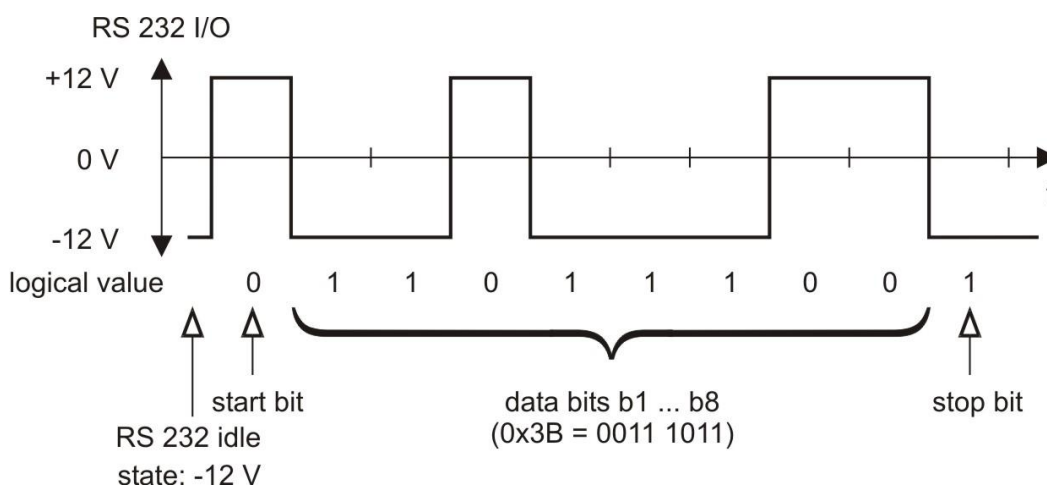 RS 232 I/O
+12 V
0 V
-12 V
logical value 0 1 1 0 1 1 1 0 0 1
start bit
data bits b1 ... b8
(0x3B = 0011 1011)
stop bit
RS 232 idle
state: -12 V